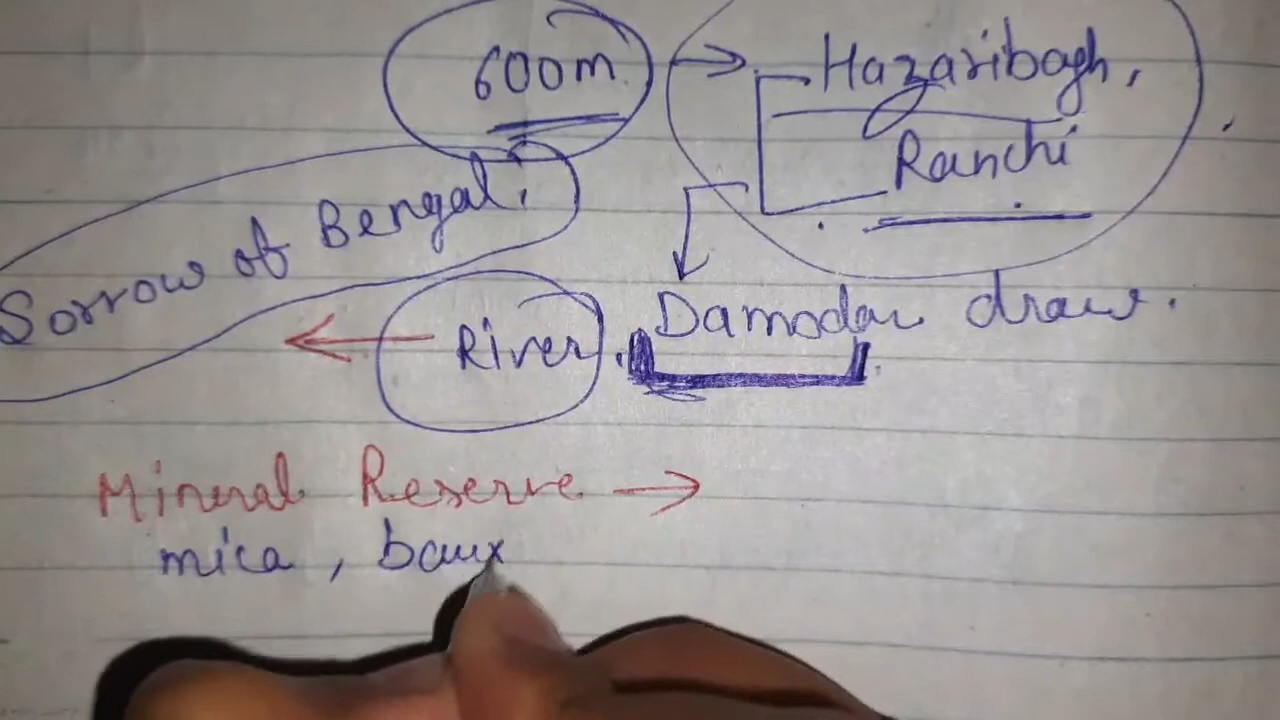 600m → Hazaribagh,
Ranchi
Sorrow of Bengal.
← River. Damodar draw.
Mineral Reserve →
mica, baux